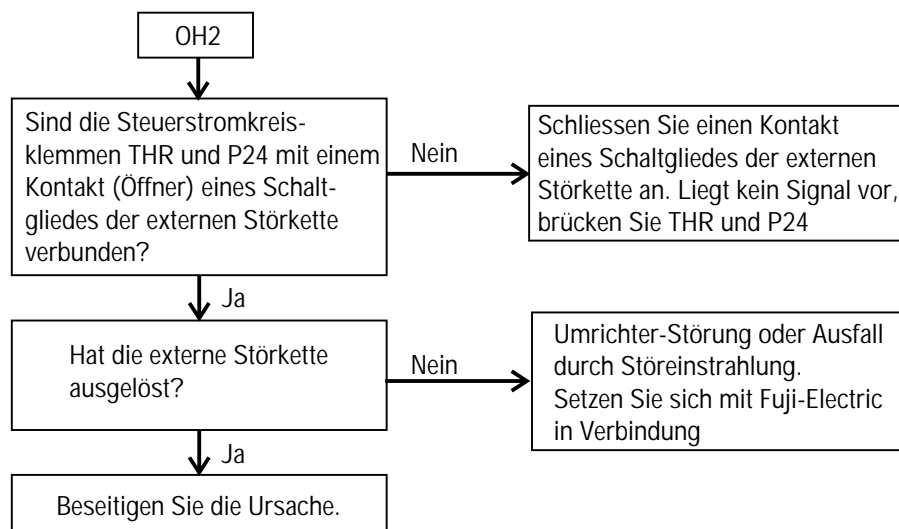 OH2
Sind die Steuerstromkreis-
klemmen THR und P24 mit einem
Kontakt (Öffner) eines Schalt-
gliedes der externen Störkette
verbunden?
Nein
Schliessen Sie einen Kontakt
eines Schaltgliedes der externen
Störkette an. Liegt kein Signal vor,
brücken Sie THR und P24
Ja
Hat die externe Störkette
ausgelöst?
Nein
Umrichter-Störung oder Ausfall
durch Störeinstrahlung.
Setzen Sie sich mit Fuji-Electric
in Verbindung
Ja
Beseitigen Sie die Ursache.